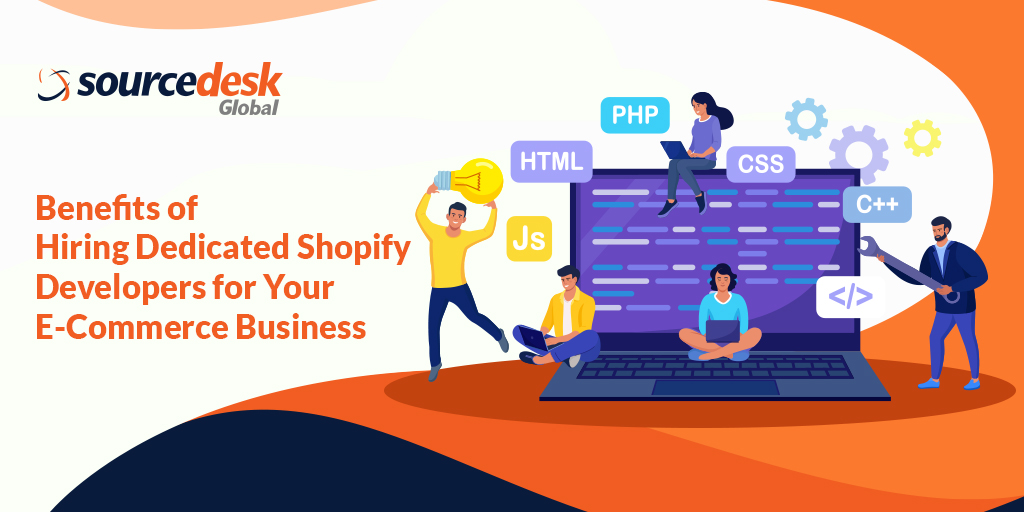 sourcedesk
Global
Benefits of
Hiring Dedicated Shopify
Developers for Your
E-Commerce Business
PHP
HTML
CSS
Js
C++
</>